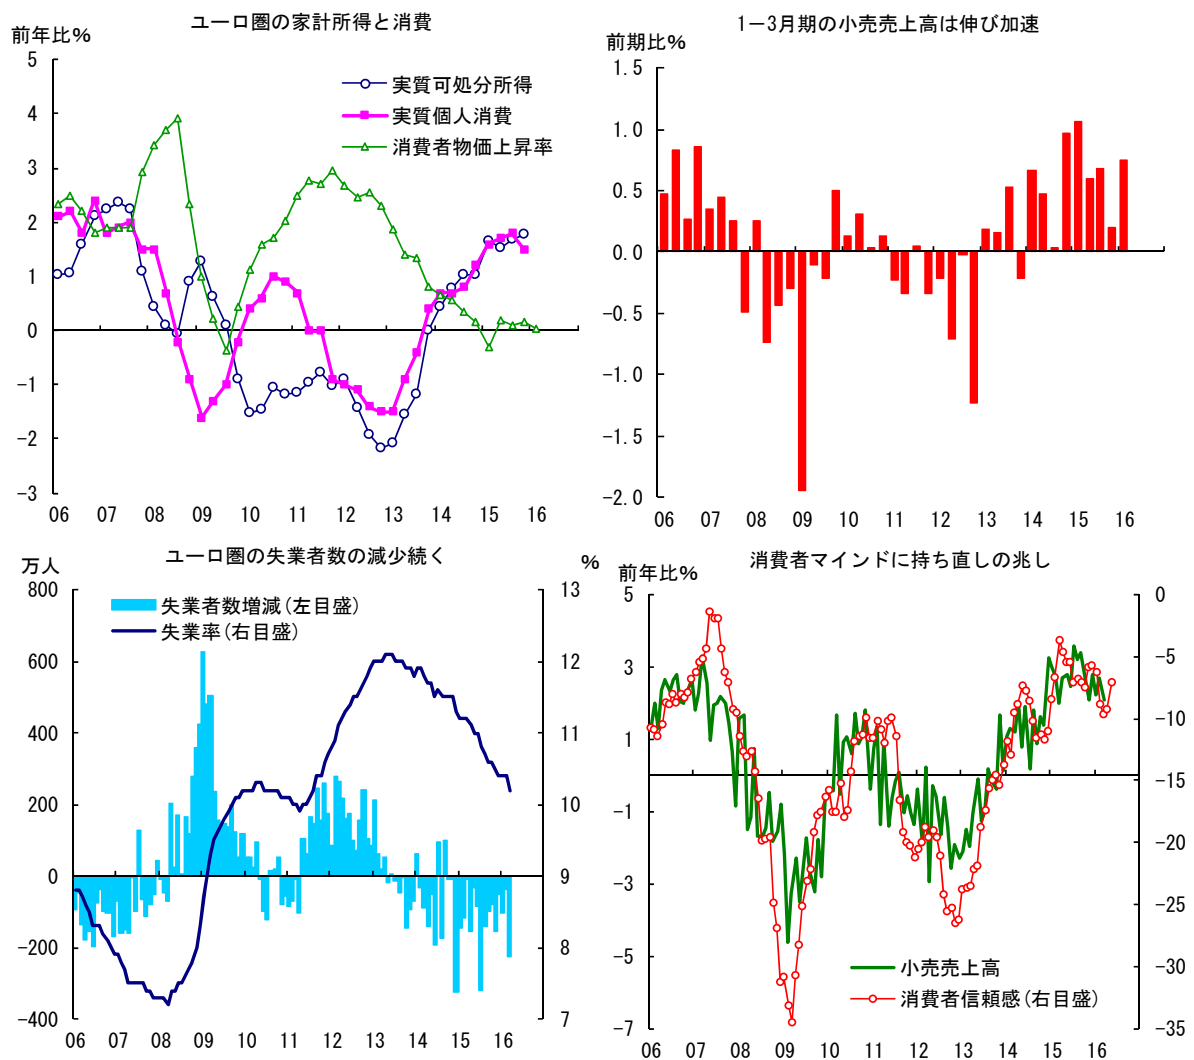 ユーロ圏の家計所得と消費
前年比%
5
4
3
2
1
0
-1
-2
-3
実質可処分所得
実質個人消費
消費者物価上昇率
06 07 08 09 10 11 12 13 14 15 16
1-3月期の小売売上高は伸び加速
前期比%
1.5
1.0
0.5
0.0
-0.5
-1.0
-1.5
-2.0
06 07 08 09 10 11 12 13 14 15 16
ユーロ圏の失業者数の減少続く
万人
%
800
600
400
200
0
-200
-400
失業者数増減(左目盛)
失業率(右目盛)
13
12
11
10
9
8
7
06 07 08 09 10 11 12 13 14 15 16
消費者マインドに持ち直しの兆し
前年比%
5
3
1
-1
-3
-5
-7
小売売上高
消費者信頼感(右目盛)
0
-5
-10
-15
-20
-25
-30
-35
06 07 08 09 10 11 12 13 14 15 16